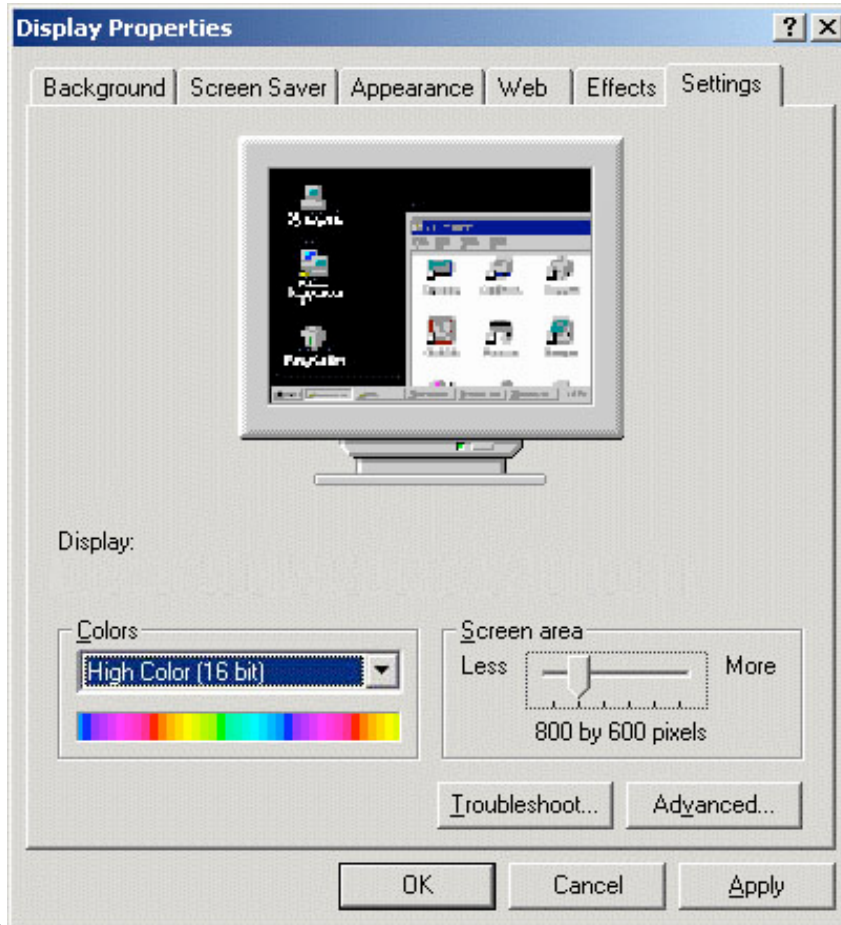 Display Properties
Background Screen Saver Appearance Web Effects Settings
Display:
Colors
High Color (16 bit)
Screen area
Less More
800 by 600 pixels
Troubleshoot... Advanced...
OK Cancel Apply